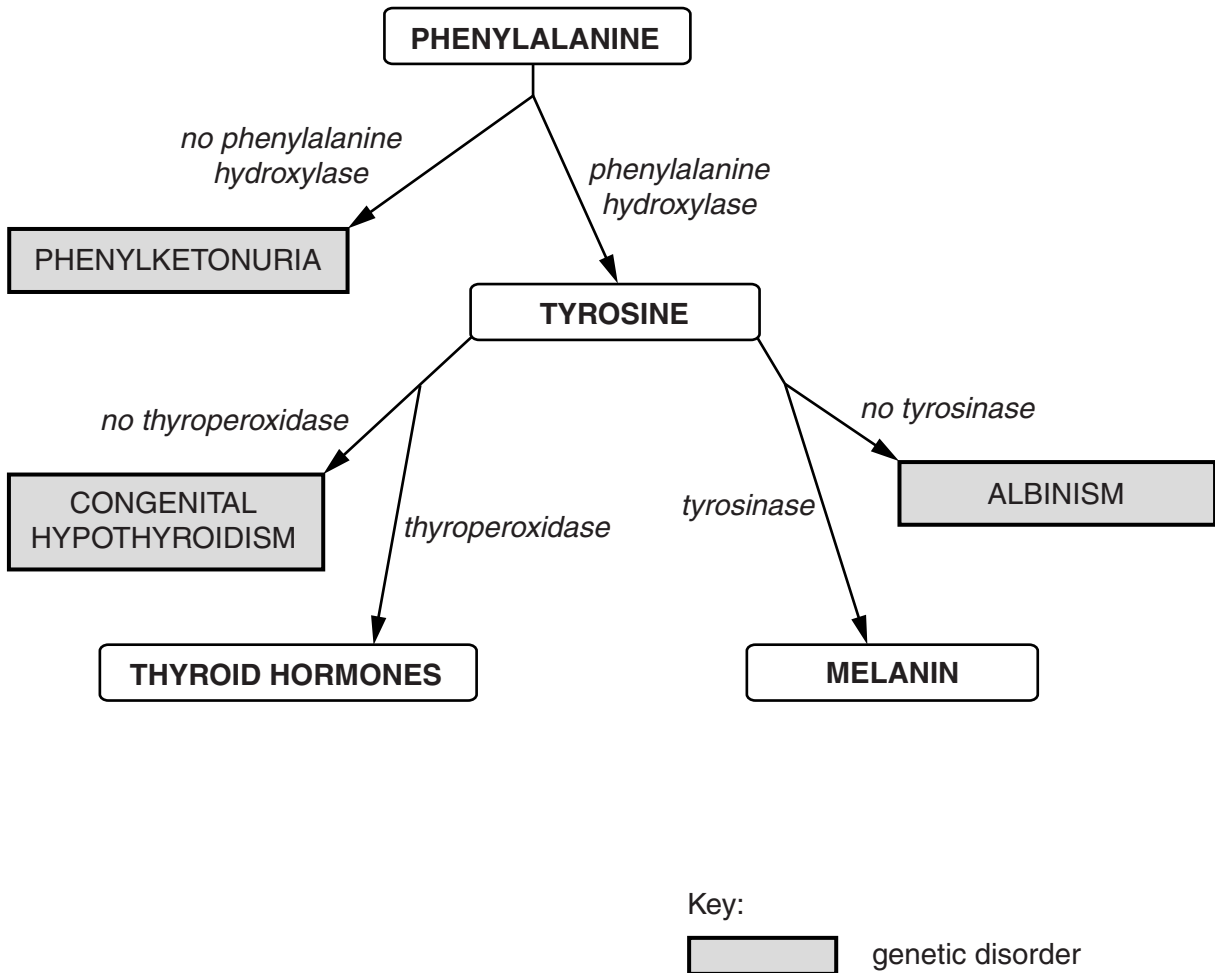 PHENYLALANINE
no phenylalanine
hydroxylase
phenylalanine
hydroxylase
PHENYLKETONURIA
TYROSINE
no thyroperoxidase
no tyrosinase
CONGENITAL
HYPOTHYROIDISM
thyroperoxidase
tyrosinase
ALBINISM
THYROID HORMONES
MELANIN
Key:
genetic disorder